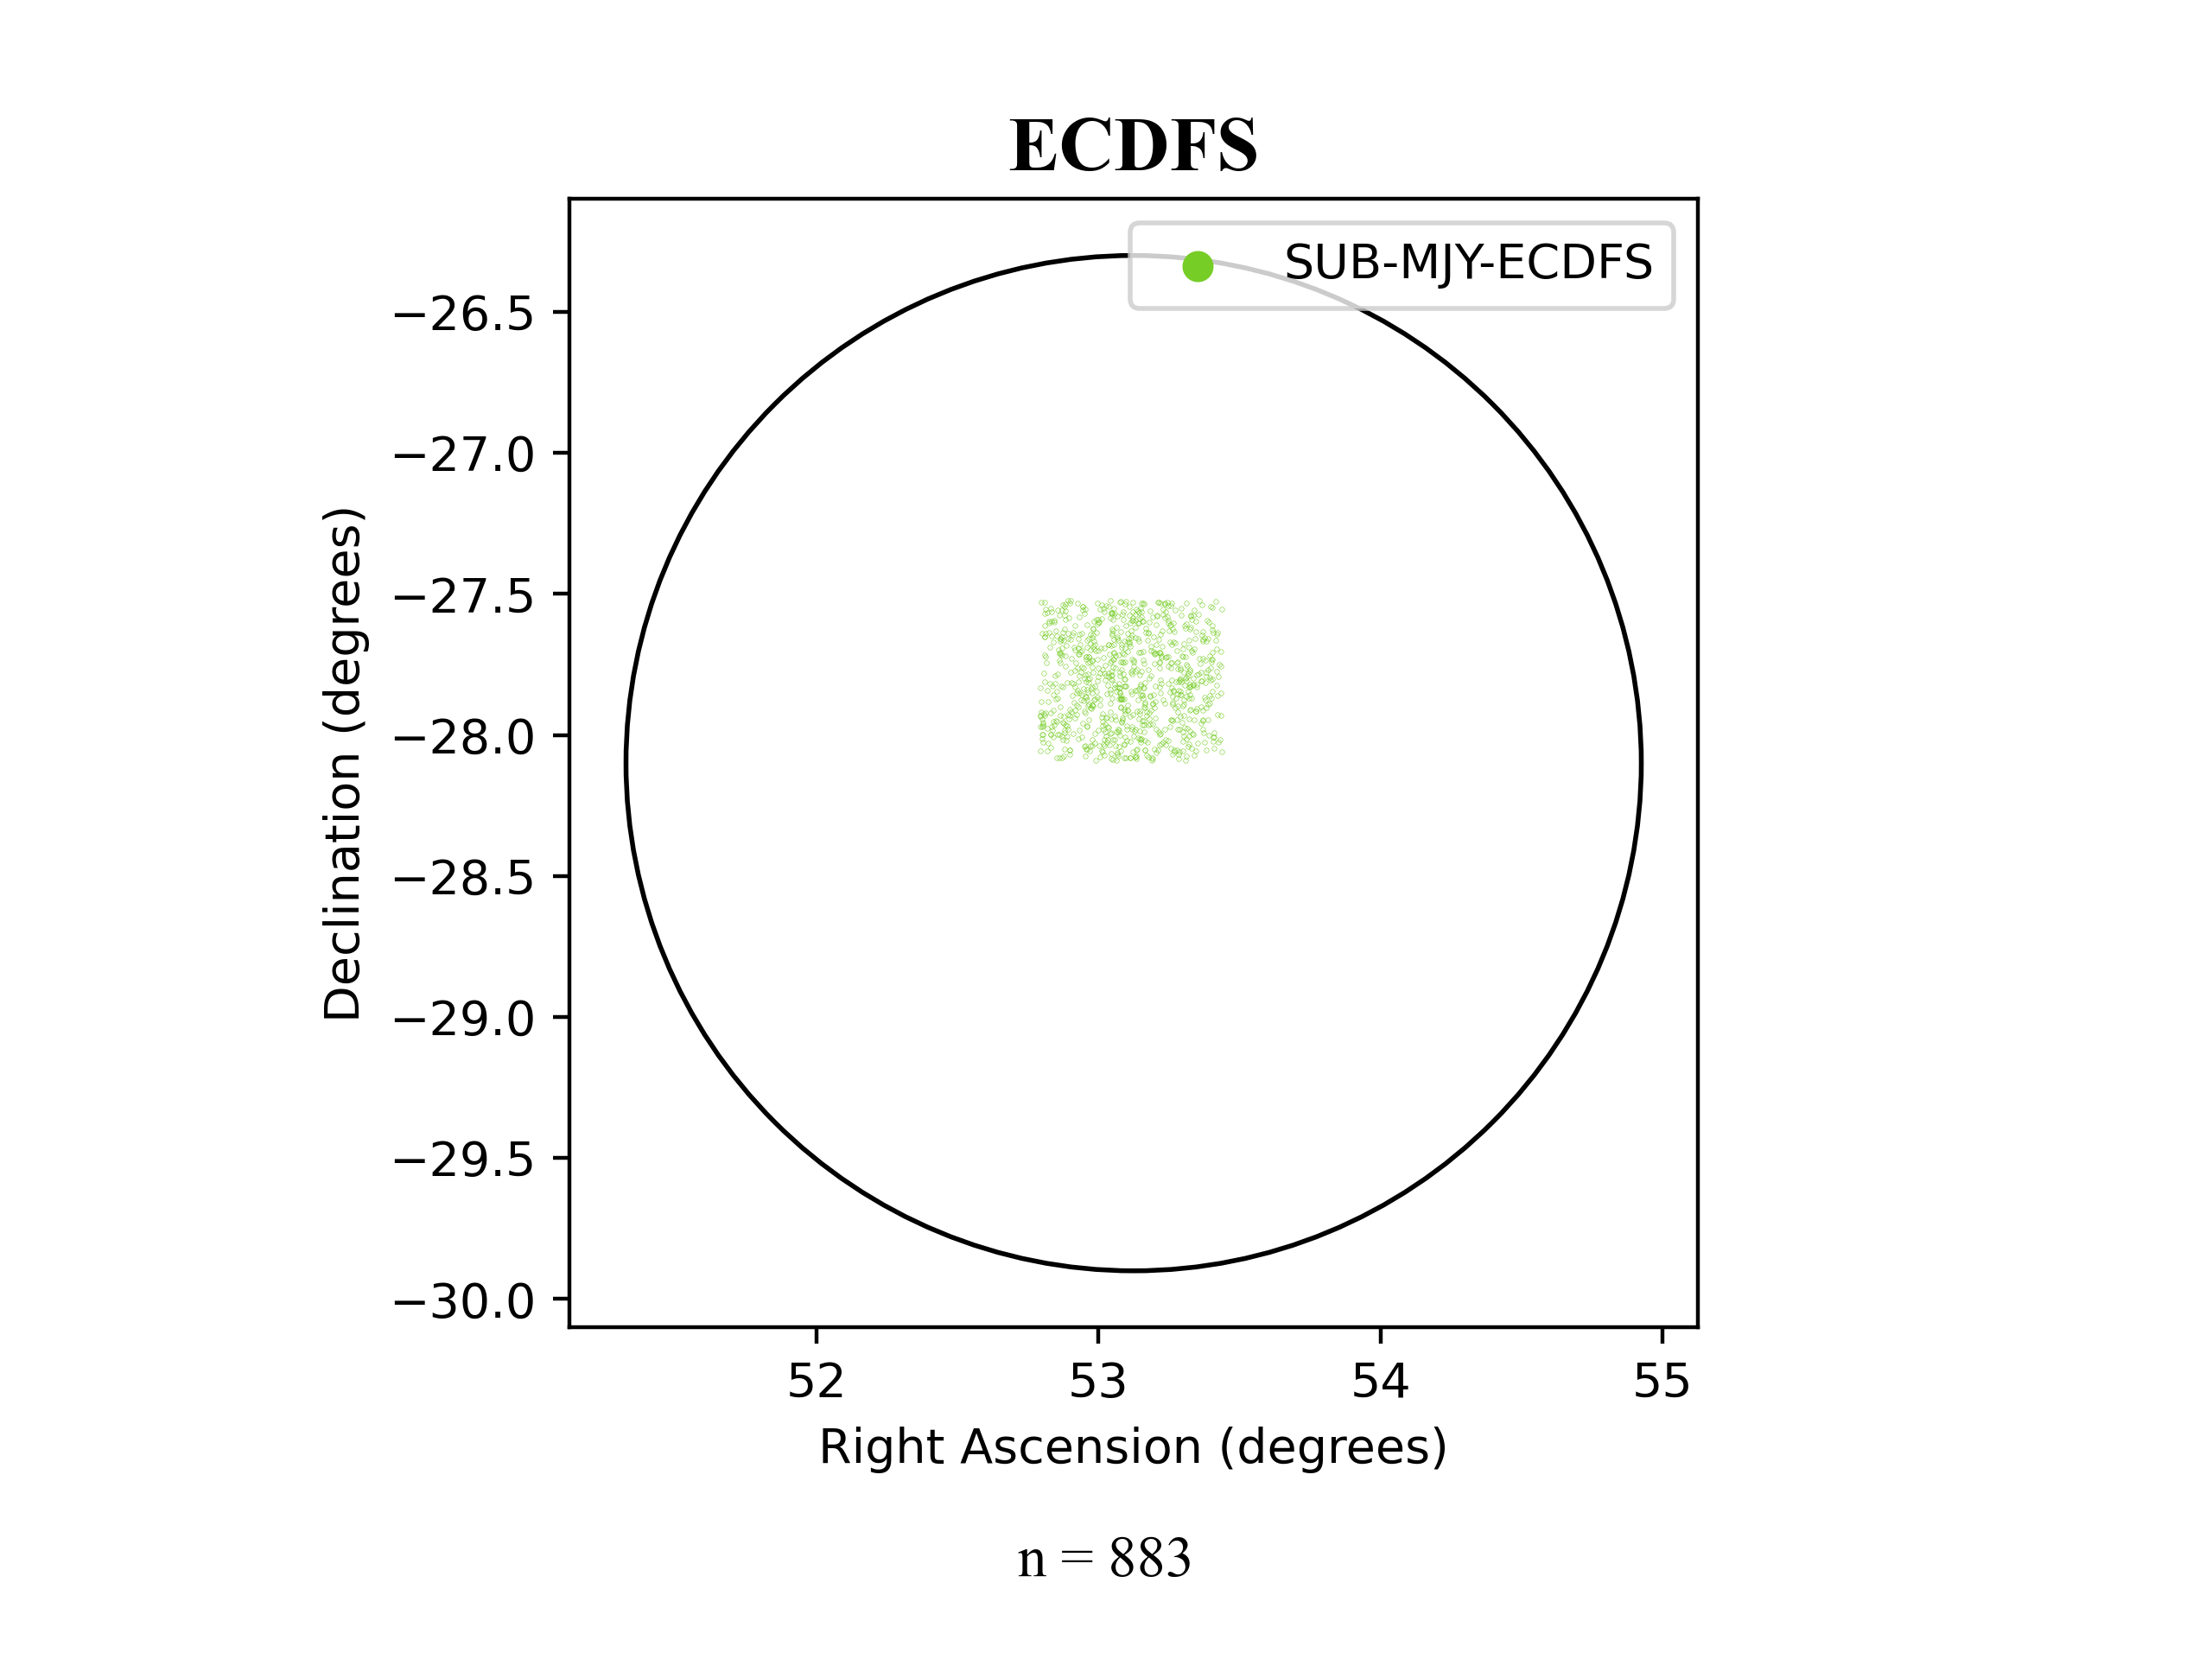 ECDFS
SUB-MJY-ECDFS
−26.5
−27.0
−27.5
−28.0
−28.5
−29.0
−29.5
−30.0
Declination (degrees)
52 53 54 55
Right Ascension (degrees)
n = 883